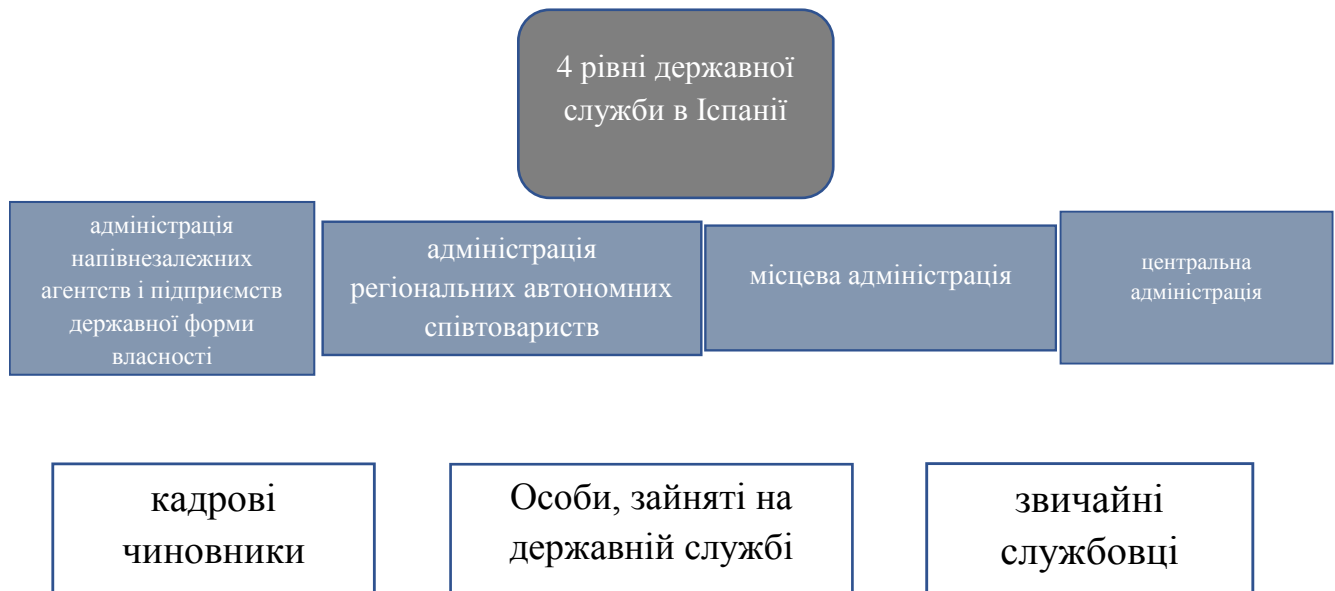 4 рівні державної
служби в Іспанії
адміністрація
напівнезалежних
агентств і підприємств
державної форми
власності
адміністрація
регіональних автономних
співтовариств
місцева адміністрація
центральна
адміністрація
кадрові
чиновники
Особи, зайняті на
державній службі
звичайні
службовці